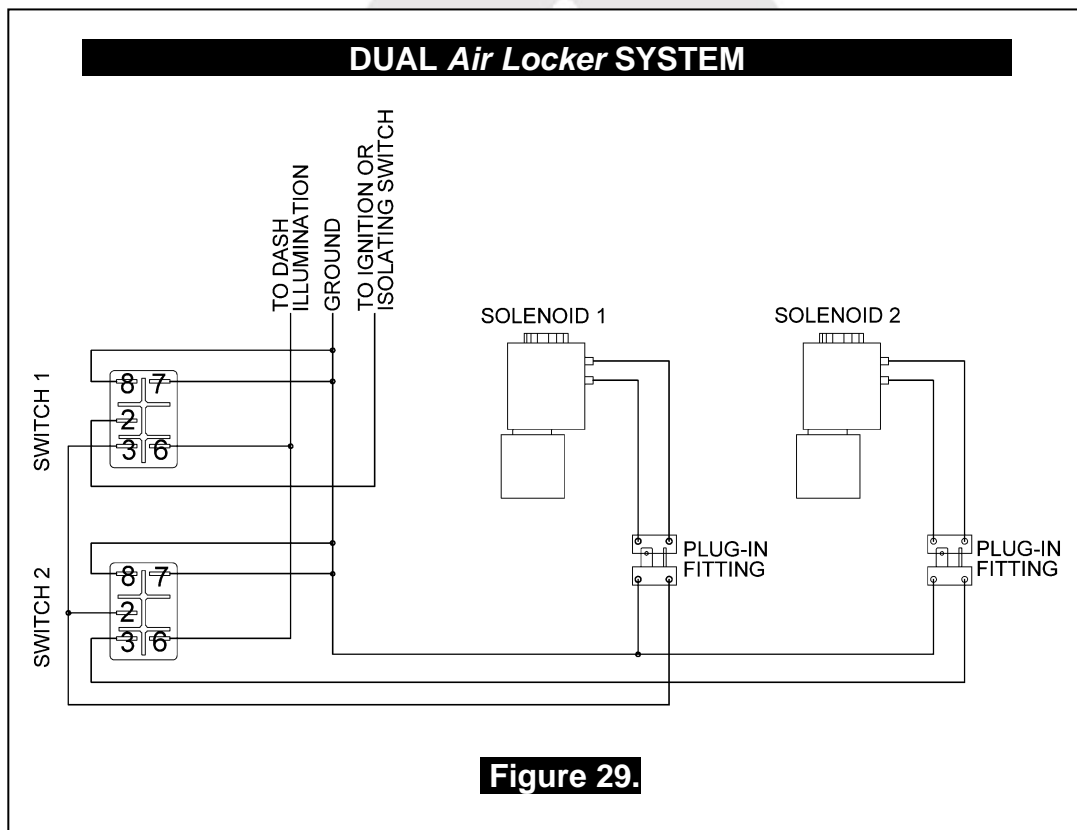 DUAL Air Locker SYSTEM
TO DASH
ILLUMINATION
GROUND
TO IGNITION OR
ISOLATING SWITCH
SOLENOID 1
SOLENOID 2
SWITCH 1
8 7
2
3 6
PLUG-IN
FITTING
PLUG-IN
FITTING
SWITCH 2
8 7
2
3 6
Figure 29.